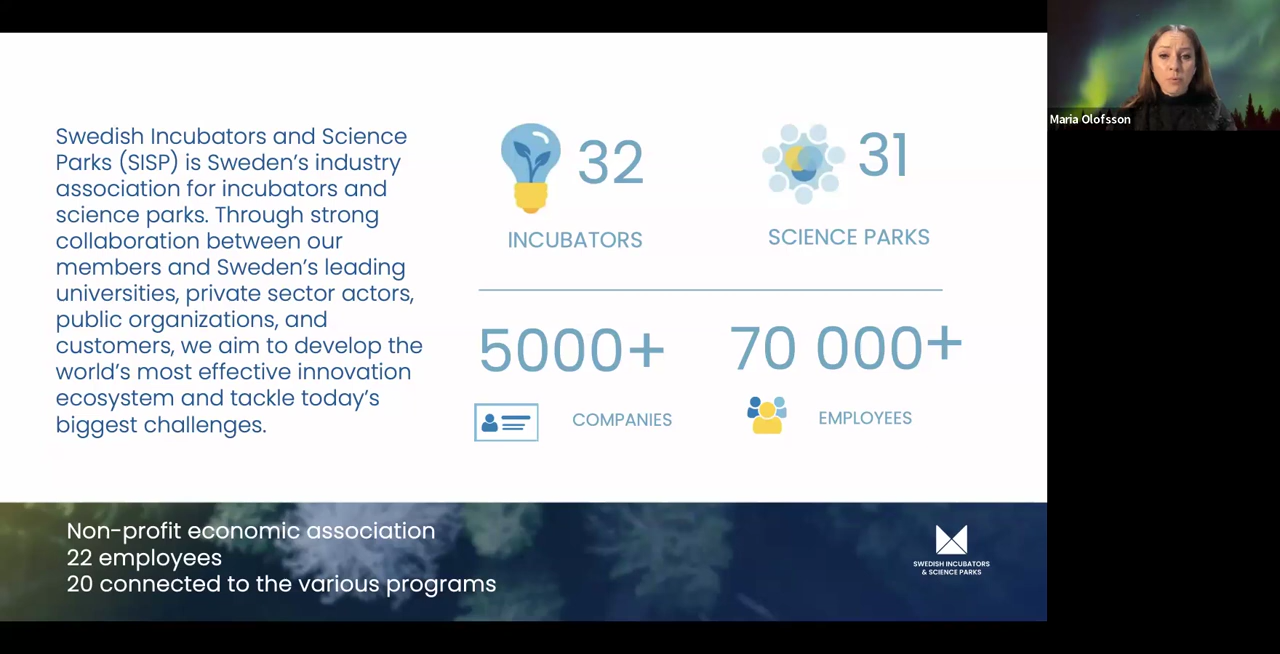 Swedish Incubators and Science
Parks (SISP) is Sweden's industry
association for incubators and
science parks. Through strong
collaboration between our
members and Sweden's leading
universities, private sector actors,
public organizations, and
customers, we aim to develop the
world's most effective innovation
ecosystem and tackle today's
biggest challenges.
32
INCUBATORS
31
SCIENCE PARKS
5000+
COMPANIES
70 000+
EMPLOYEES
Non-profit economic association
22 employees
20 connected to the various programs
SWEDISH INCUBATORS
& SCIENCE PARKS
Maria Olofsson